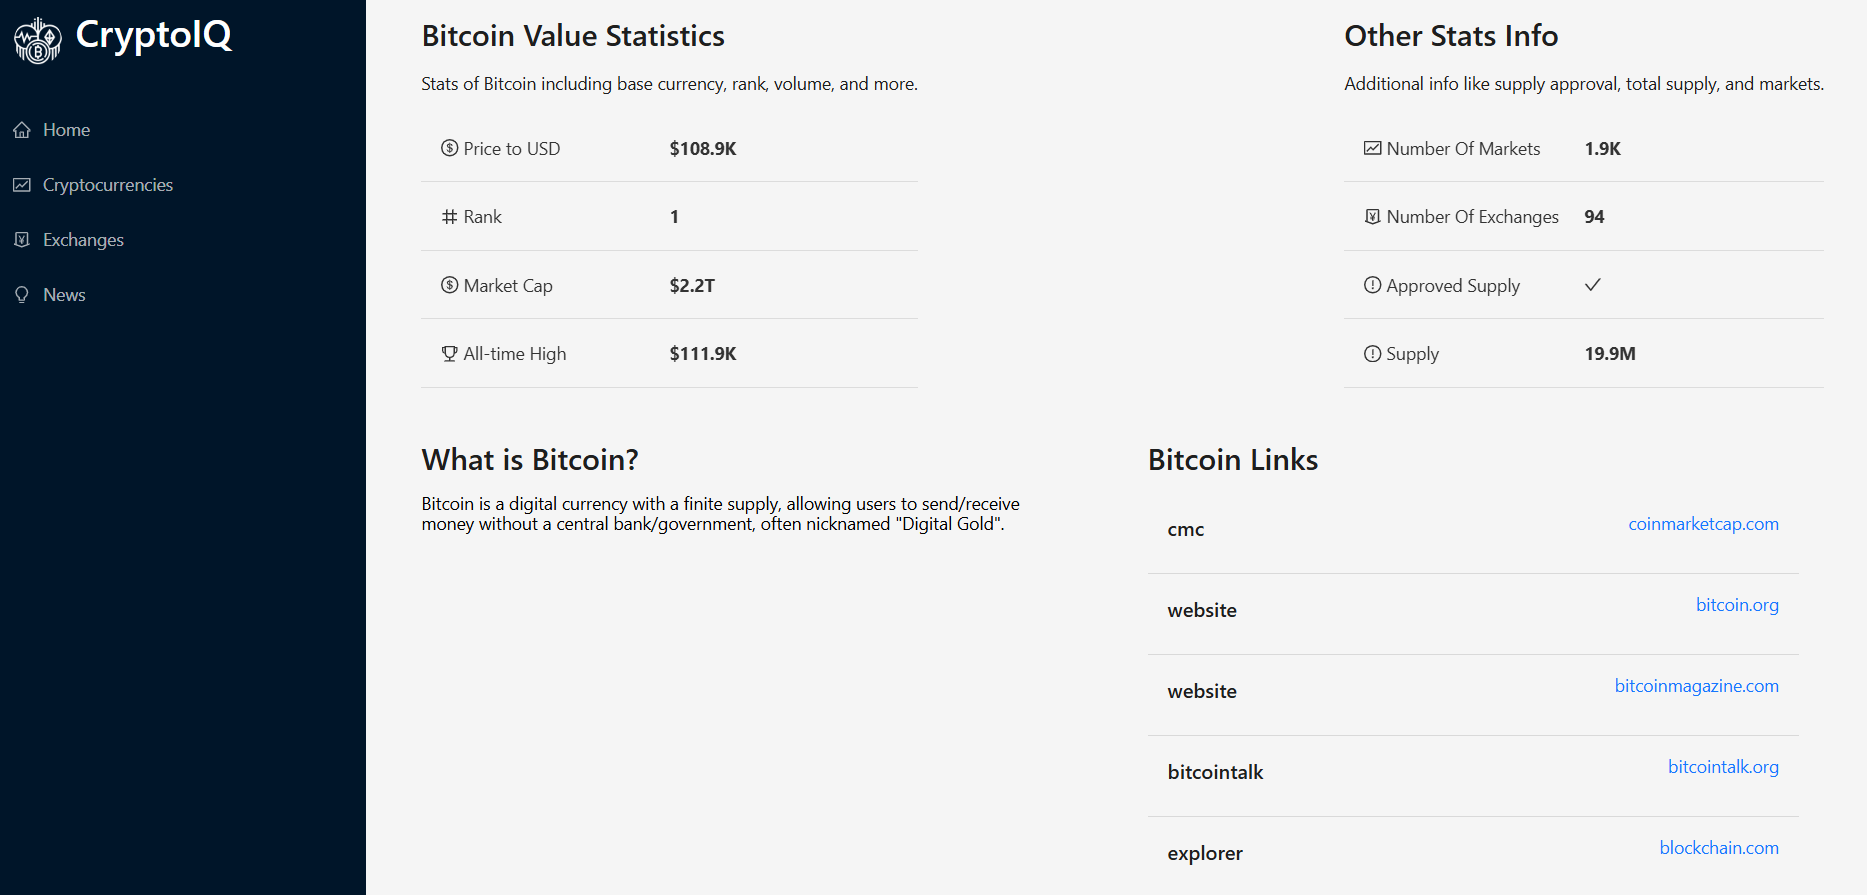 CryptoIQ
Home
Cryptocurrencies
Exchanges
News
Bitcoin Value Statistics
Stats of Bitcoin including base currency, rank, volume, and more.
Price to USD $108.9K
Rank 1
Market Cap $2.2T
All-time High $111.9K
Other Stats Info
Additional info like supply approval, total supply, and markets.
Number Of Markets 1.9K
Number Of Exchanges 94
Approved Supply
Supply 19.9M
What is Bitcoin?
Bitcoin is a digital currency with a finite supply, allowing users to send/receive
money without a central bank/government, often nicknamed "Digital Gold".
Bitcoin Links
cmc coinmarketcap.com
website bitcoin.org
website bitcoinmagazine.com
bitcointalk bitcointalk.org
explorer blockchain.com